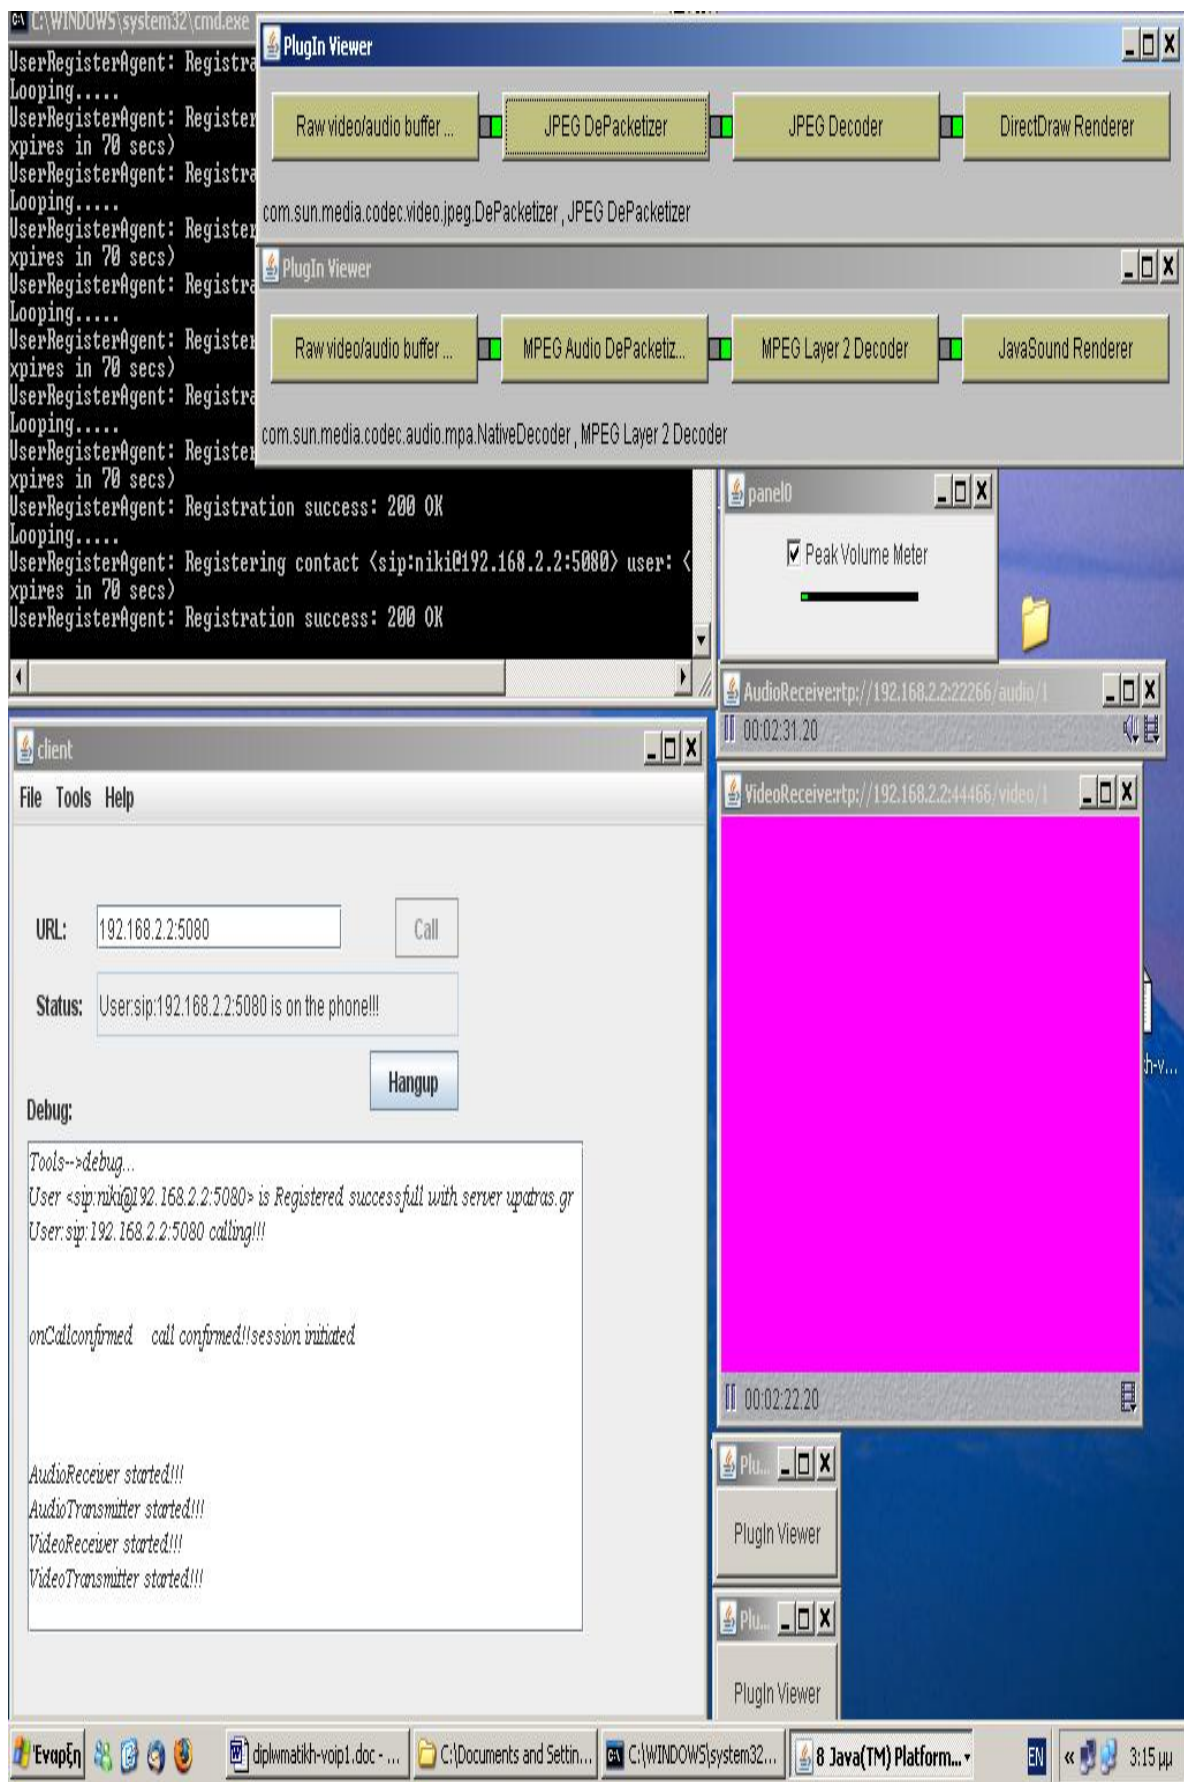 C:\WINDOWS\system32\cmd.exe
UserRegisterAgent: Registra
Looping.....
UserRegisterAgent: Register
xpires in 70 secs)
UserRegisterAgent: Registra
Looping.....
UserRegisterAgent: Register
xpires in 70 secs)
UserRegisterAgent: Registra
Looping.....
UserRegisterAgent: Register
xpires in 70 secs)
UserRegisterAgent: Registra
Looping.....
UserRegisterAgent: Register
xpires in 70 secs)
UserRegisterAgent: Registration success: 200 OK
Looping.....
UserRegisterAgent: Registering contact <sip:niki@192.168.2.2:5080> user: <
xpires in 70 secs)
UserRegisterAgent: Registration success: 200 OK
PlugIn Viewer
Raw video/audio buffer ...
JPEG DePacketizer
JPEG Decoder
DirectDraw Renderer
com.sun.media.codec.video.jpeg.DePacketizer , JPEG DePacketizer
PlugIn Viewer
Raw video/audio buffer ...
MPEG Audio DePacketiz...
MPEG Layer 2 Decoder
JavaSound Renderer
com.sun.media.codec.audio.mpa.NativeDecoder , MPEG Layer 2 Decoder
panel0
Peak Volume Meter
AudioReceive:rtp://192.168.2.2:22266/audio/1
00:02:31.20
VideoReceive:rtp://192.168.2.2:44466/video/1
00:02:22.20
client
File Tools Help
URL:
192.168.2.2:5080
Call
Status:
User:sip:192.168.2.2:5080 is on the phone!!!
Hangup
Debug:
Tools-->debug...
User <sip:niki@192.168.2.2:5080> is Registered successfull with server upatras.gr
User:sip:192.168.2.2:5080 calling!!!
onCallconfirmed call confirmed!!session initiated
AudioReceiver started!!!
AudioTransmitter started!!!
VideoReceiver started!!!
VideoTransmitter started!!!
Plu...
PlugIn Viewer
Plu...
PlugIn Viewer
Έναρξη
diplwmatikh-voip1.doc - ...
C:\Documents and Settin...
C:\WINDOWS\system32...
8 Java(TM) Platform...
EN
«
3:15 μμ